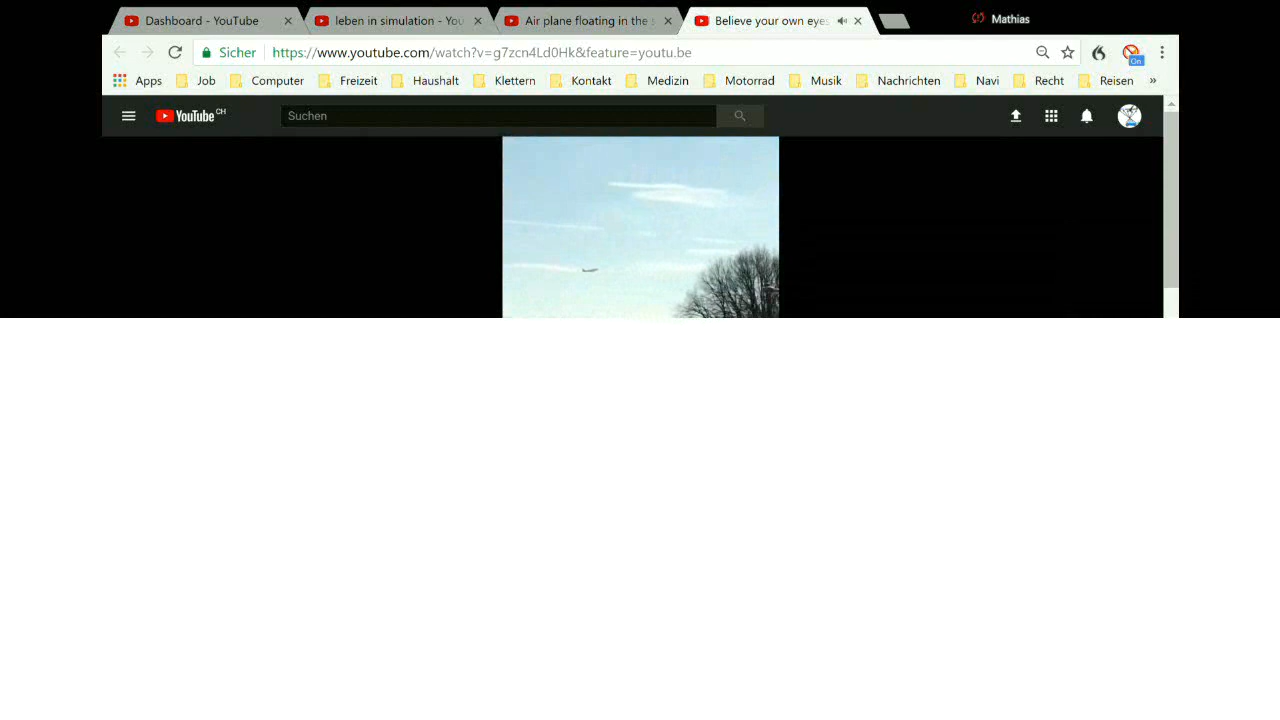 Dashboard - YouTube
leben in simulation - You
Air plane floating in the s
Believe your own eyes
Mathias
Sicher
https://www.youtube.com/watch?v=g7zcn4Ld0Hk&feature=youtu.be
On
Apps Job Computer Freizeit Haushalt Klettern Kontakt Medizin Motorrad Musik Nachrichten Navi Recht Reisen »
YouTube CH
Suchen